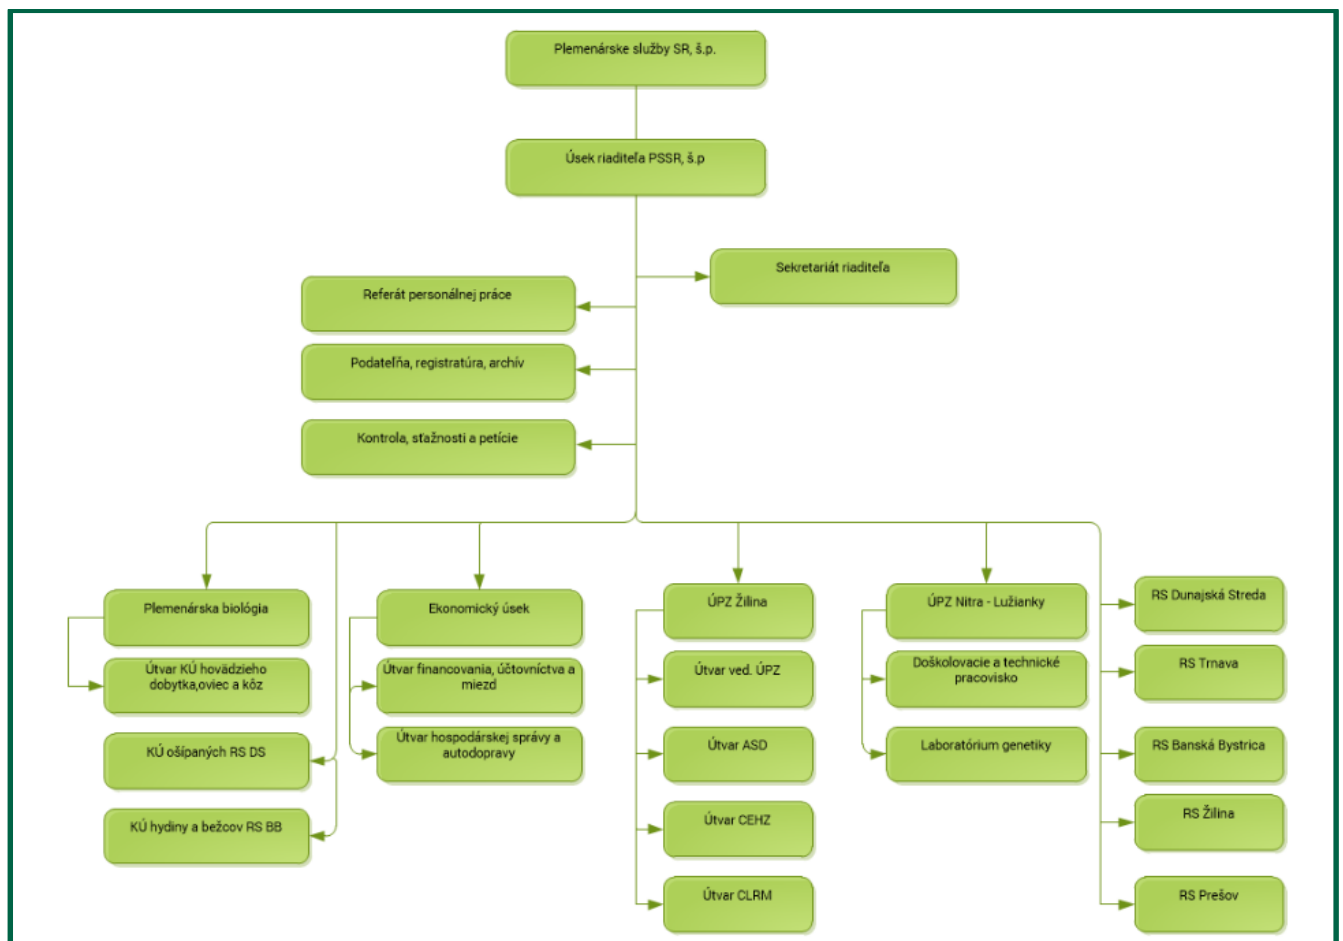 Plemenárske služby SR, š.p.
Úsek riaditeľa PSSR, š.p
Sekretariát riaditeľa
Referát personálnej práce
Podateľňa, registratúra, archív
Kontrola, sťažnosti a petície
Plemenárska biológia
Útvar KÚ hovädzieho
dobytka,oviec a kôz
KÚ ošípaných RS DS
KÚ hydiny a bežcov RS BB
Ekonomický úsek
Útvar financovania, účtovníctva a
miezd
Útvar hospodárskej správy a
autodopravy
ÚPZ Žilina
Útvar ved. ÚPZ
Útvar ASD
Útvar CEHZ
Útvar CLRM
ÚPZ Nitra - Lužianky
Doškolovacie a technické
pracovisko
Laboratórium genetiky
RS Dunajská Streda
RS Trnava
RS Banská Bystrica
RS Žilina
RS Prešov